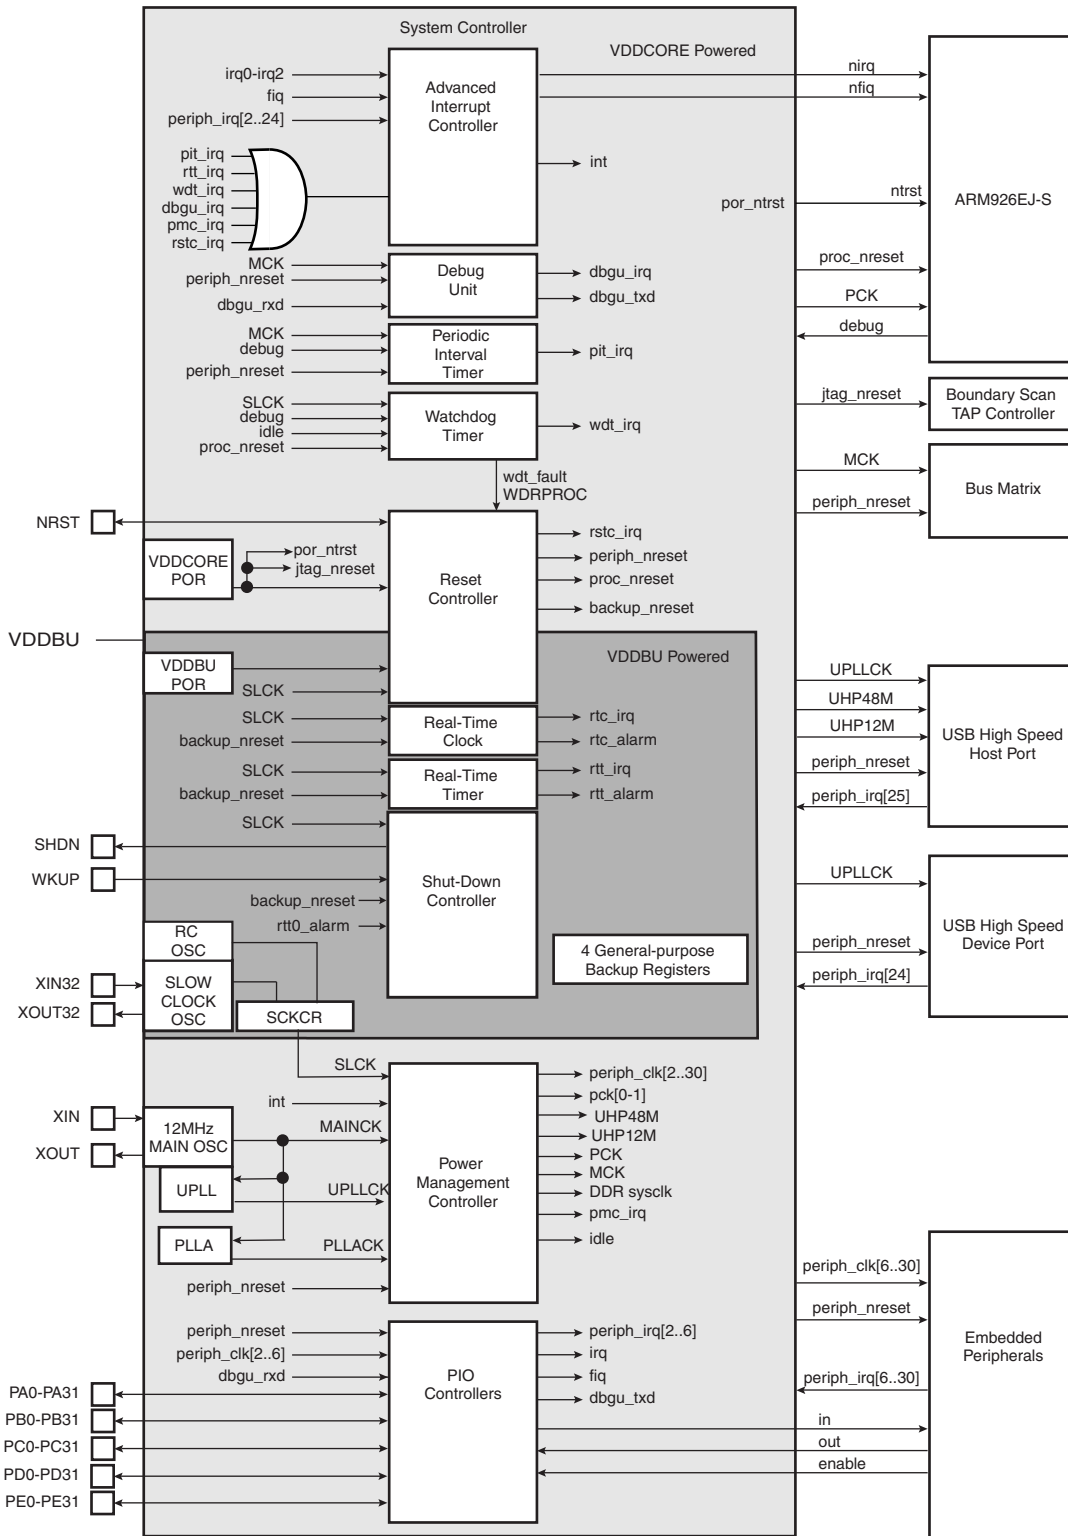 System Controller
VDDCORE Powered
irq0-irq2
fiq
periph_irq[2..24]
Advanced
Interrupt
Controller
nirq
nfiq
int
pit_irq
rtt_irq
wdt_irq
dbgu_irq
pmc_irq
rstc_irq
por_ntrst
ntrst
ARM926EJ-S
MCK
periph_nreset
dbgu_rxd
Debug
Unit
dbgu_irq
dbgu_txd
proc_nreset
PCK
debug
MCK
debug
periph_nreset
Periodic
Interval
Timer
pit_irq
SLCK
debug
idle
proc_nreset
Watchdog
Timer
wdt_irq
jtag_nreset
Boundary Scan
TAP Controller
wdt_fault
WDRPROC
MCK
periph_nreset
Bus Matrix
NRST
VDDCORE
POR
por_ntrst
jtag_nreset
Reset
Controller
rstc_irq
periph_nreset
proc_nreset
backup_nreset
VDDBU
VDDBU Powered
VDDBU
POR
SLCK
SLCK
backup_nreset
Real-Time
Clock
rtc_irq
rtc_alarm
SLCK
backup_nreset
Real-Time
Timer
rtt_irq
rtt_alarm
UPLLCK
UHP48M
UHP12M
periph_nreset
periph_irq[25]
USB High Speed
Host Port
SLCK
SHDN
WKUP
backup_nreset
rtt0_alarm
Shut-Down
Controller
4 General-purpose
Backup Registers
UPLLCK
periph_nreset
periph_irq[24]
USB High Speed
Device Port
RC
OSC
XIN32
XOUT32
SLOW
CLOCK
OSC
SCKCR
SLCK
int
XIN
XOUT
12MHz
MAIN OSC
MAINCK
UPLL
UPLLCK
PLLA
PLLACK
periph_nreset
Power
Management
Controller
periph_clk[2..30]
pck[0-1]
UHP48M
UHP12M
PCK
MCK
DDR sysclk
pmc_irq
idle
periph_nreset
periph_clk[2..6]
dbgu_rxd
PIO
Controllers
periph_irq[2..6]
irq
fiq
dbgu_txd
PA0-PA31
PB0-PB31
PC0-PC31
PD0-PD31
PE0-PE31
periph_clk[6..30]
periph_nreset
periph_irq[6..30]
in
out
enable
Embedded
Peripherals